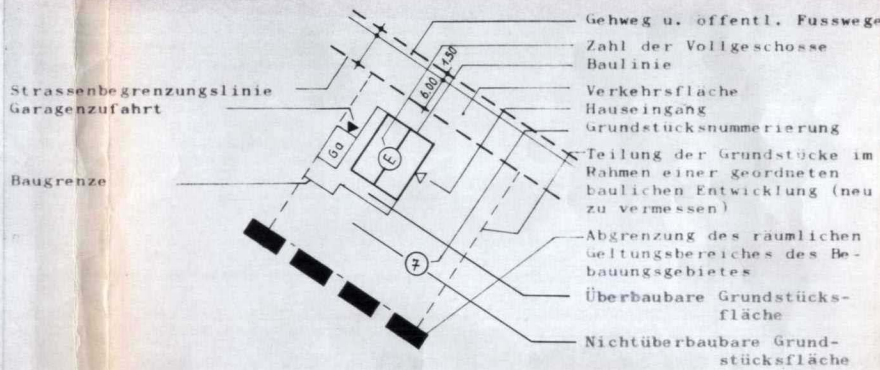 Gehweg u. öffentl. Fusswege
Zahl der Vollgeschosse
Baulinie
Strassenbegrenzungslinie
Verkehrsfläche
Garagenzufahrt
Hauseingang
Grundstücksnummerierung
Teilung der Grundstücke im
Rahmen einer geordneten
baulichen Entwicklung (neu
zu vermessen)
Baugrenze
Abgrenzung des räumlichen
Geltungsbereiches des Be-
bauungsgebietes
Überbaubare Grundstücks-
fläche
Nichtüberbaubare Grund-
stücksfläche
6.00
1.50
Ga
E
7